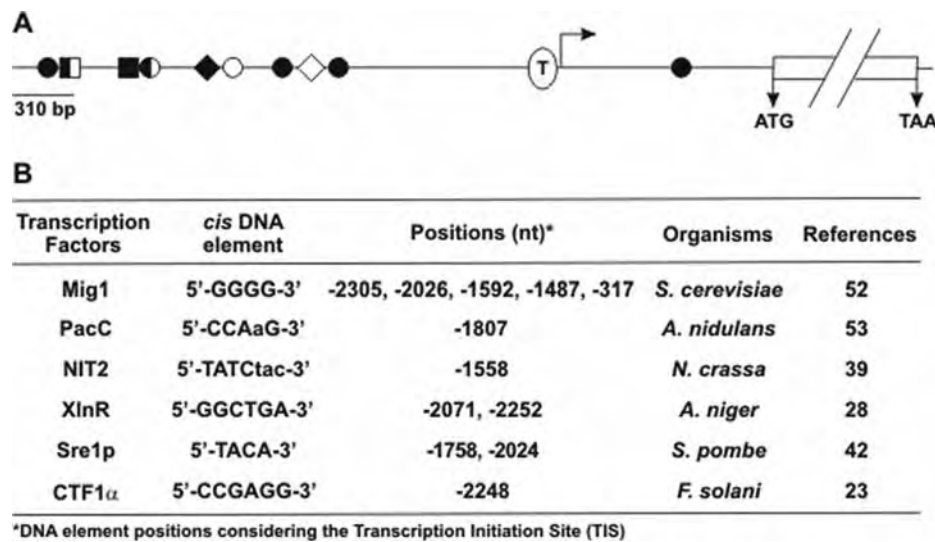 A
T
310 bp
ATG TAA
B
Transcription Factors cis DNA element Positions (nt)* Organisms References
Mig1 5'-GGGG-3' -2305, -2026, -1592, -1487, -317 S. cerevisiae 52
PacC 5'-CCAaG-3' -1807 A. nidulans 53
NIT2 5'-TATCtac-3' -1558 N. crassa 39
XlnR 5'-GGCTGA-3' -2071, -2252 A. niger 28
Sre1p 5'-TACA-3' -1758, -2024 S. pombe 42
CTF1α 5'-CCGAGG-3' -2248 F. solani 23
*DNA element positions considering the Transcription Initiation Site (TIS)